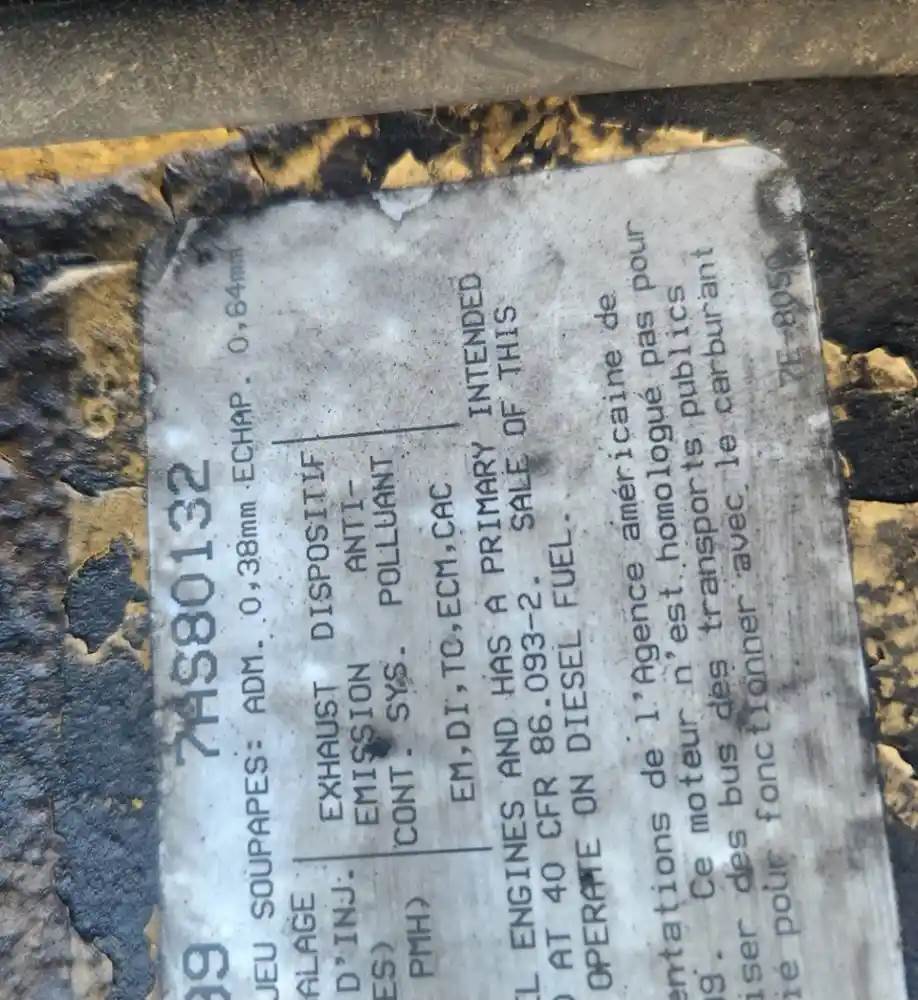 99 7AS80132
JEU SOUPAPES: ADM. 0,38mm ECHAP. 0,64mm
ALAGE EXHAUST DISPOSITIF
D'INJ. EMISSION ANTI-
ES) CONT. SYS. POLLUANT
PMH) EM,DI,TC,ECM,CAC
L ENGINES AND HAS A PRIMARY INTENDED
AT 40 CFR 86.093-2. SALE OF THIS
OPERATE ON DIESEL FUEL.
entations de l'Agence américaine de
g. Ce moteur n'est homologué pas pour
iser des bus des transports publics
ié pour fonctionner avec le carburant